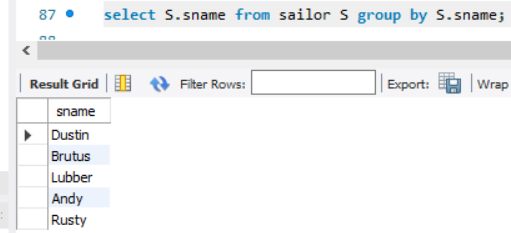 87 select S.sname from sailor S group by S.sname;
Result Grid Filter Rows: Export: Wrap
sname
Dustin
Brutus
Lubber
Andy
Rusty